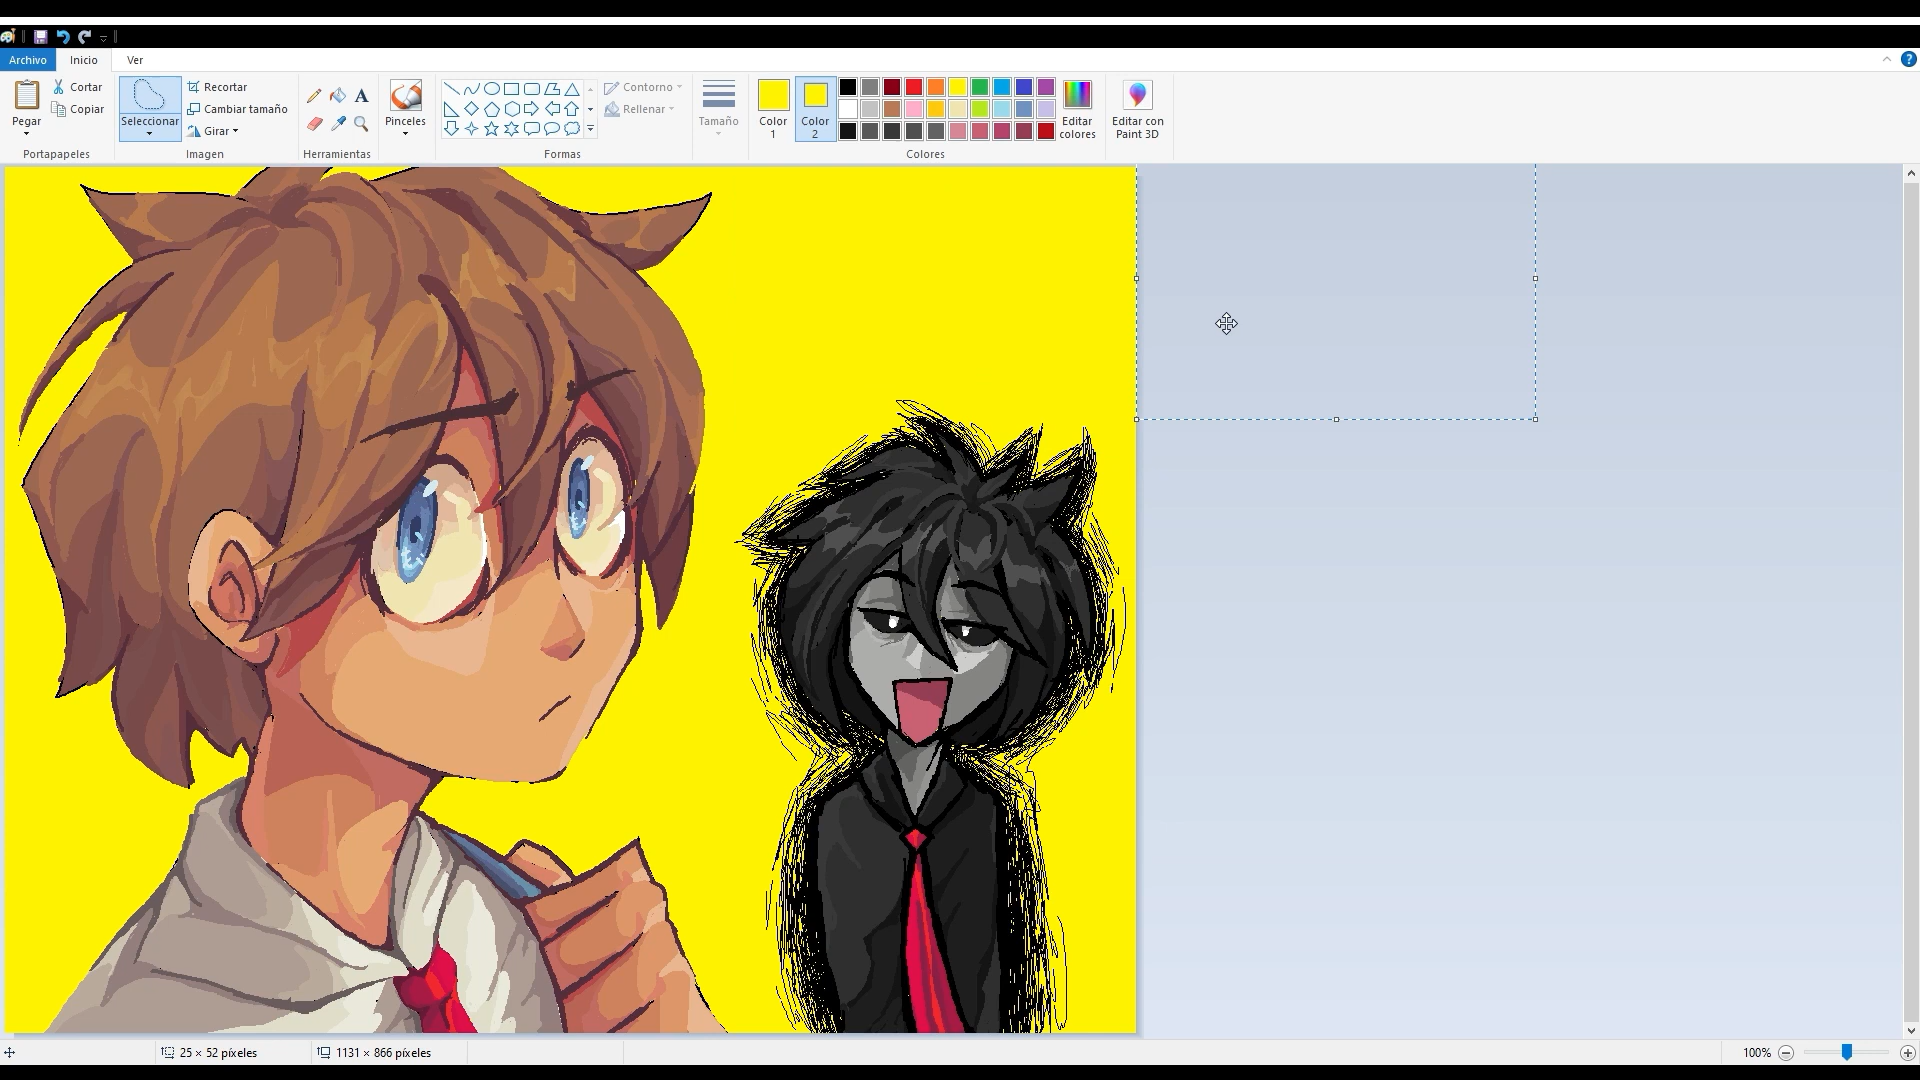 Archivo Inicio Ver
Pegar
Cortar
Copiar
Portapapeles
Seleccionar
Recortar
Cambiar tamaño
Girar
Imagen
A
Herramientas
Pinceles
Contorno
Rellenar
Formas
Tamaño
Color
1
Color
2
Editar
colores
Colores
Editar con
Paint 3D
?
25 × 52 píxeles
1131 × 866 píxeles
100%